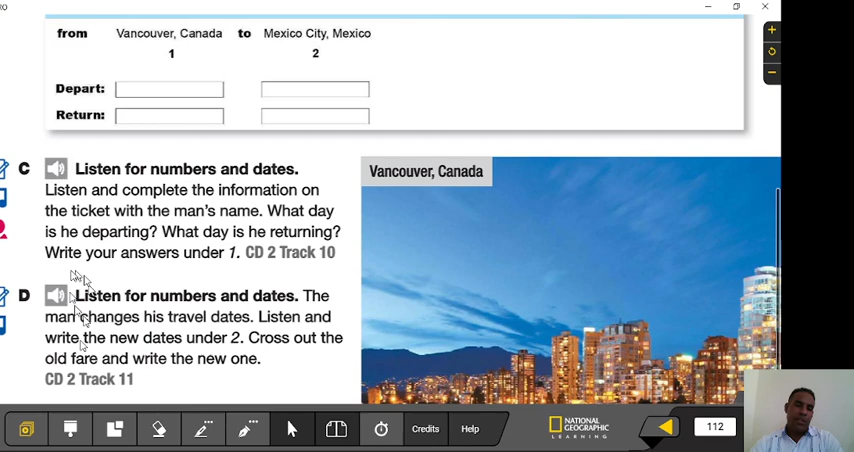 from Vancouver, Canada to Mexico City, Mexico
1 2
Depart:
Return:
C Listen for numbers and dates.
Listen and complete the information on
the ticket with the man's name. What day
is he departing? What day is he returning?
Write your answers under 1. CD 2 Track 10
D Listen for numbers and dates. The
man changes his travel dates. Listen and
write the new dates under 2. Cross out the
old fare and write the new one.
CD 2 Track 11
Vancouver, Canada
Credits
Help
NATIONAL
GEOGRAPHIC
LEARNING
112